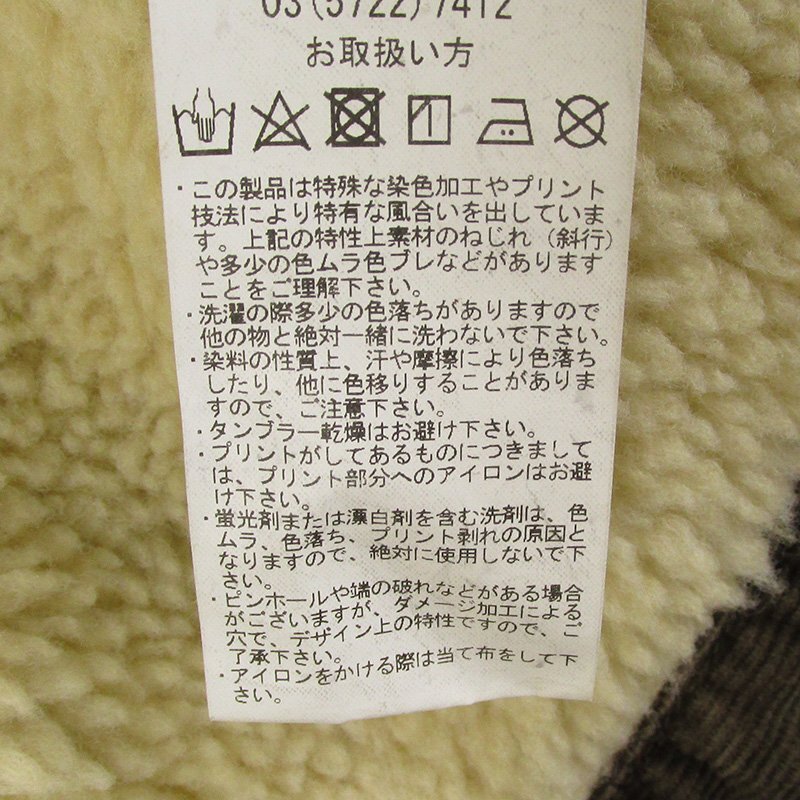 03(5722)7412
お取扱い方
・この製品は特殊な染色加工やプリント
技法により特有な風合いを出していま
す。上記の特性上素材のねじれ（斜行）
や多少の色ムラ色ブレなどがあります
ことをご理解下さい。
・洗濯の際多少の色落ちがありますので
他の物と絶対一緒に洗わないで下さい。
・染料の性質上、汗や摩擦により色落ち
したり、他に色移りすることがありま
すので、ご注意下さい。
・タンブラー乾燥はお避け下さい。
・プリントがしてあるものにつきまして
は、プリント部分へのアイロンはお避
け下さい。
・蛍光剤または漂白剤を含む洗剤は、色
ムラ、色落ち、プリント剥れの原因と
なりますので、絶対に使用しないで下
さい。
・ピンホールや端の破れなどがある場合
がございますが、ダメージ加工による
穴で、デザイン上の特性ですので、ご
了承下さい。
・アイロンをかける際は当て布をして下
さい。